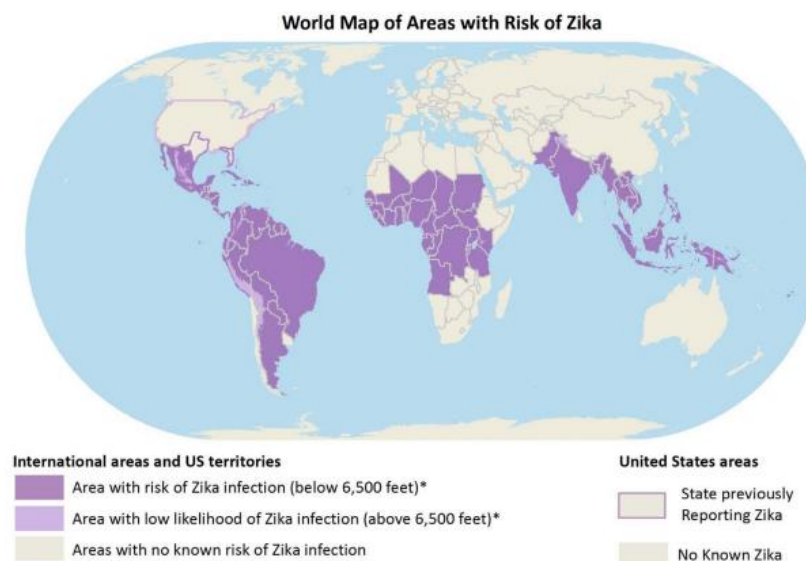 World Map of Areas with Risk of Zika
International areas and US territories
Area with risk of Zika infection (below 6,500 feet)*
Area with low likelihood of Zika infection (above 6,500 feet)*
Areas with no known risk of Zika infection
United States areas
State previously
Reporting Zika
No Known Zika